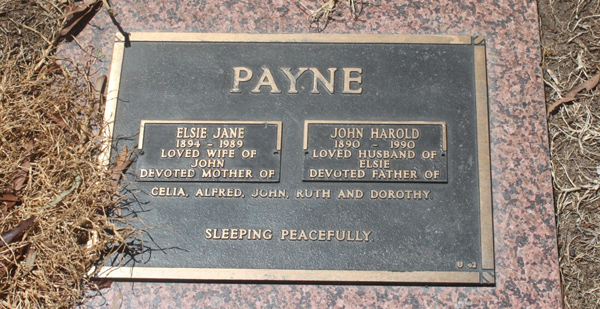 PAYNE
ELSIE JANE
1894 - 1989
LOVED WIFE OF
JOHN
DEVOTED MOTHER OF
JOHN HAROLD
1890 - 1990
LOVED HUSBAND OF
ELSIE
DEVOTED FATHER OF
CELIA, ALFRED, JOHN, RUTH AND DOROTHY
SLEEPING PEACEFULLY